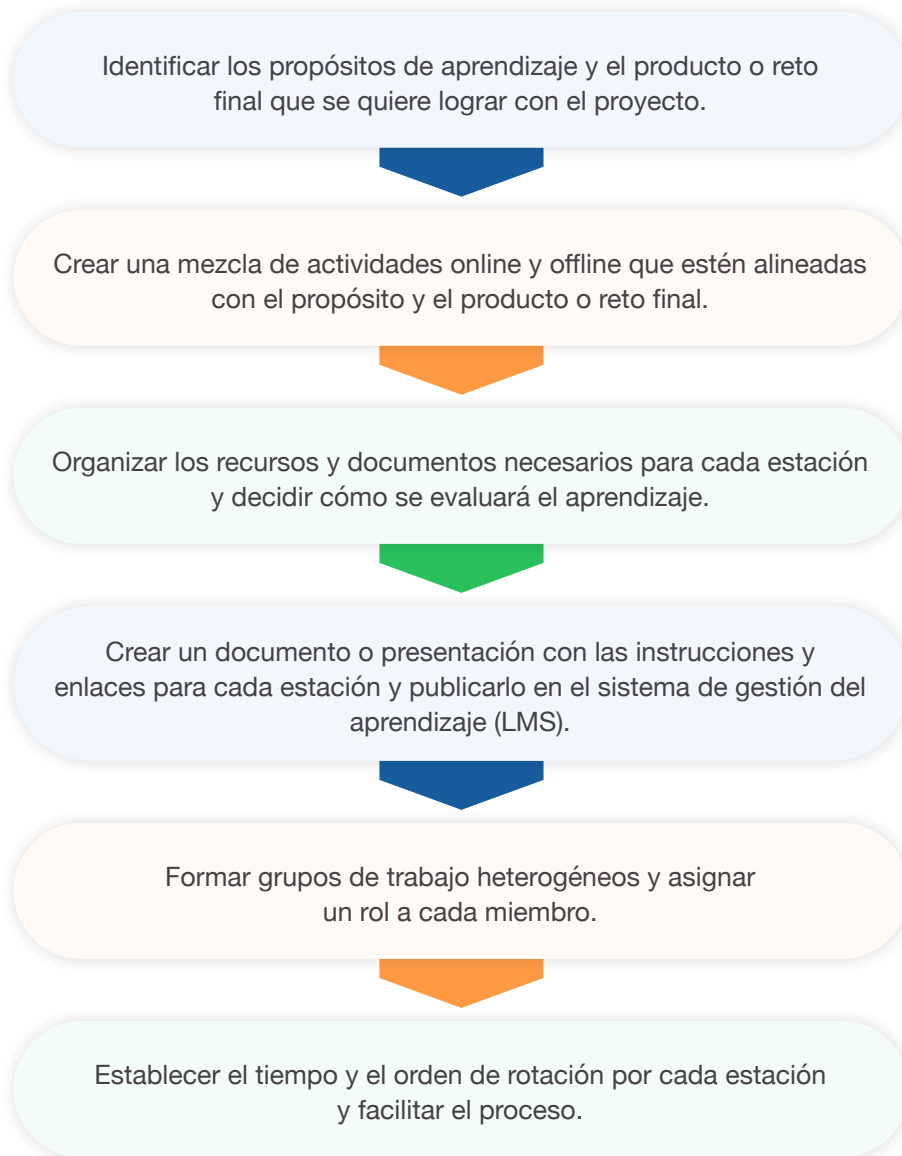 Identificar los propósitos de aprendizaje y el producto o reto
final que se quiere lograr con el proyecto.
Crear una mezcla de actividades online y offline que estén alineadas
con el propósito y el producto o reto final.
Organizar los recursos y documentos necesarios para cada estación
y decidir cómo se evaluará el aprendizaje.
Crear un documento o presentación con las instrucciones y
enlaces para cada estación y publicarlo en el sistema de gestión del
aprendizaje (LMS).
Formar grupos de trabajo heterogéneos y asignar
un rol a cada miembro.
Establecer el tiempo y el orden de rotación por cada estación
y facilitar el proceso.